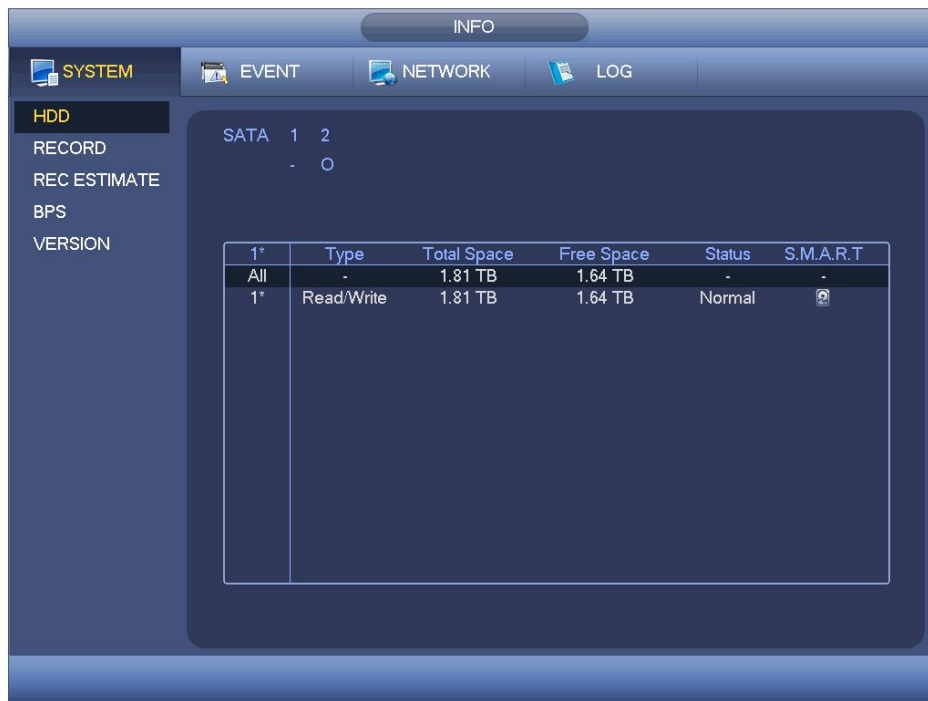 INFO
SYSTEM EVENT NETWORK LOG
HDD
RECORD
REC ESTIMATE
BPS
VERSION
SATA 1 2
- O
1* Type Total Space Free Space Status S.M.A.R.T
All - 1.81 TB 1.64 TB - -
1* Read/Write 1.81 TB 1.64 TB Normal